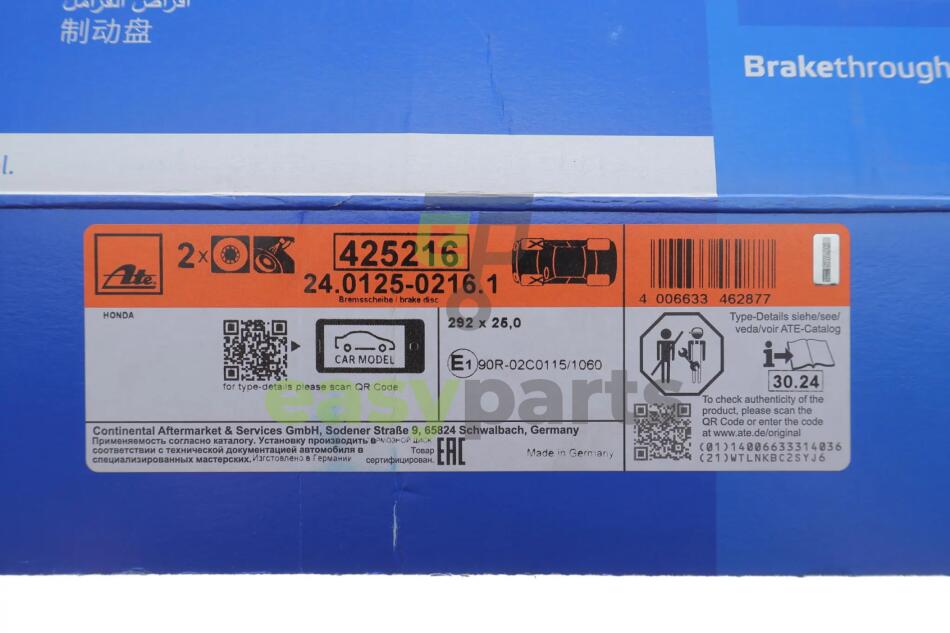 أقراص الفرامل
制动盘
Brakethrough
l.
Ate
2x
425216
24.0125-0216.1
Bremsscheibe / brake disc
4 006633 462877
HONDA
CAR MODEL
for type-details please scan QR Code
292 x 25,0
E1 90R-02C0115/1060
Type-Details siehe/see/
veda/voir ATE-Catalog
i
30.24
To check authenticity of the
product, please scan the
QR Code or enter the code
at www.ate.de/original
(01)14006633314036
(21)WTLNKBC2SYJ6
easyparts
Continental Aftermarket & Services GmbH, Sodener Straße 9, 65824 Schwalbach, Germany
Применяемость согласно каталогу. Установку производить в
соответствии с технической документацией автомобиля в
специализированных мастерских. Изготовлено в Германии
рмозной диск
Товар
сертифицирован.
EAC
Made in Germany